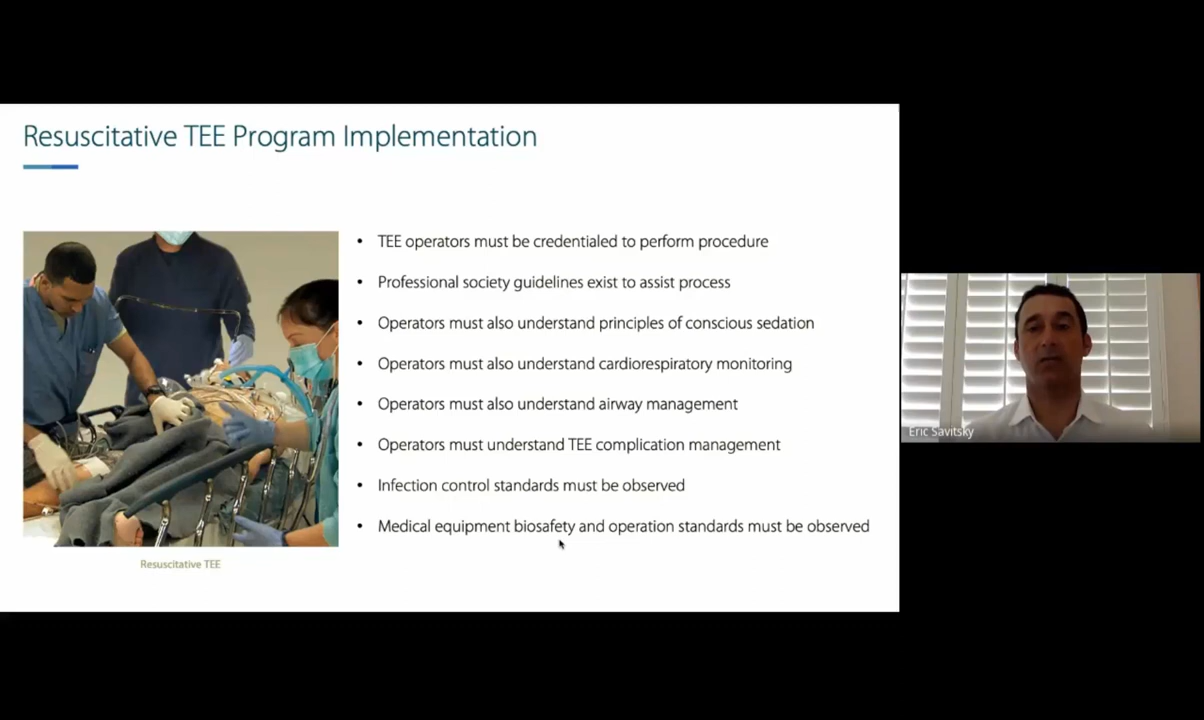 Resuscitative TEE Program Implementation
• TEE operators must be credentialed to perform procedure
• Professional society guidelines exist to assist process
• Operators must also understand principles of conscious sedation
• Operators must also understand cardiorespiratory monitoring
• Operators must also understand airway management
• Operators must understand TEE complication management
• Infection control standards must be observed
• Medical equipment biosafety and operation standards must be observed
Resuscitative TEE
Eric Savitsky